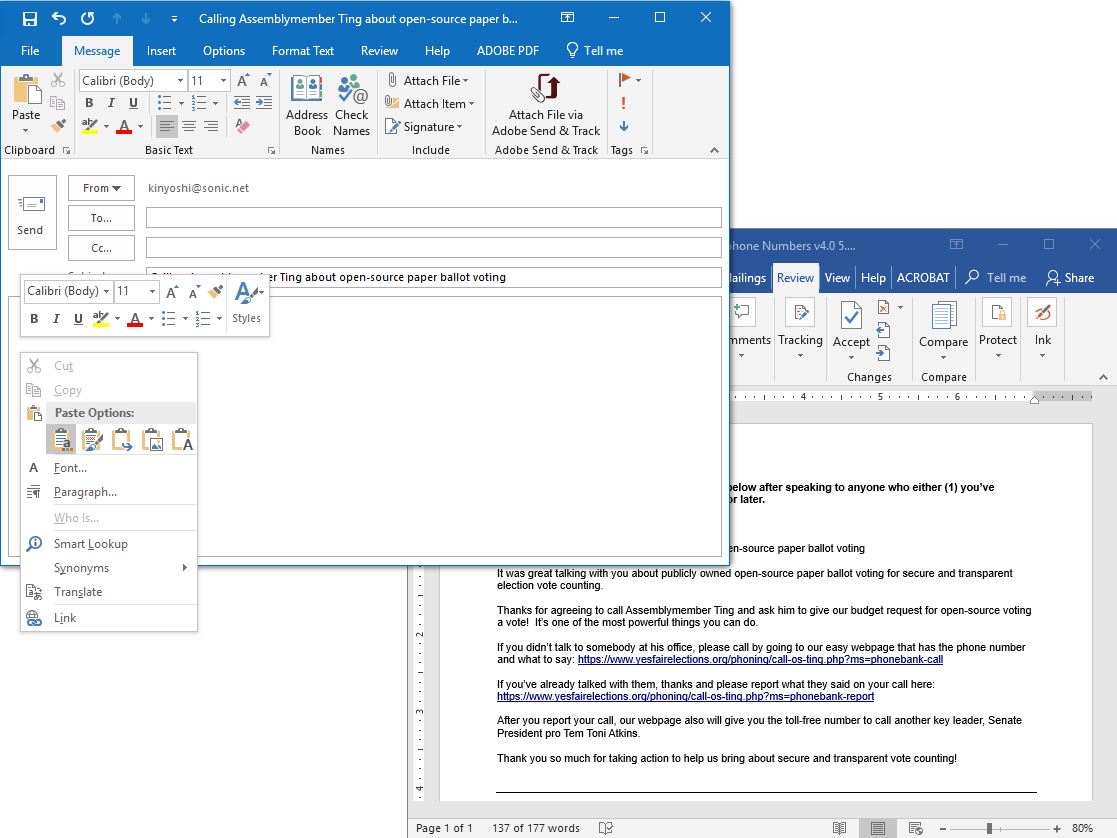 Calling Assemblymember Ting about open-source paper b...
File Message Insert Options Format Text Review Help ADOBE PDF Tell me
Calibri (Body) 11
Paste
B I U
Clipboard
Basic Text
Address Book
Check Names
Names
Attach File
Attach Item
Signature
Include
Attach File via
Adobe Send & Track
Adobe Send & Track
Tags
Send
From
kinyoshi@sonic.net
To...
Cc...
Ting about open-source paper ballot voting
Calibri (Body) 11
B I U
Styles
Cut
Copy
Paste Options:
Font...
Paragraph...
Who Is...
Smart Lookup
Synonyms
Translate
Link
phone Numbers v4.0 5....
Review View Help ACROBAT Tell me Share
Tracking
Accept
Changes
Compare
Compare
Protect
Ink
4 5 6
below after speaking to anyone who either (1) you've
or later.
en-source paper ballot voting
It was great talking with you about publicly owned open-source paper ballot voting for secure and transparent
election vote counting.
Thanks for agreeing to call Assemblymember Ting and ask him to give our budget request for open-source voting
a vote! It's one of the most powerful things you can do.
If you didn't talk to somebody at his office, please call by going to our easy webpage that has the phone number
and what to say: https://www.yesfairelections.org/phoning/call-os-ting.php?ms=phonebank-call
If you've already talked with them, thanks and please report what they said on your call here:
https://www.yesfairelections.org/phoning/call-os-ting.php?ms=phonebank-report
After you report your call, our webpage also will give you the toll-free number to call another key leader, Senate
President pro Tem Toni Atkins.
Thank you so much for taking action to help us bring about secure and transparent vote counting!
2
3
4
Page 1 of 1 137 of 177 words 80%